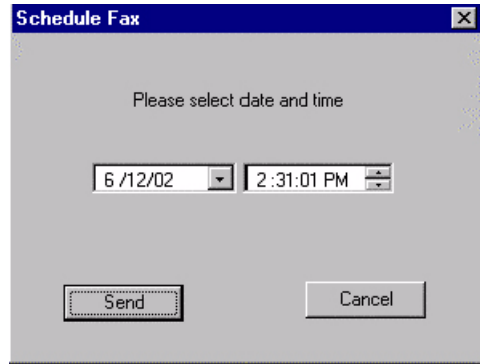 Schedule Fax
Please select date and time
6 /12/02 2 :31:01 PM
Send Cancel